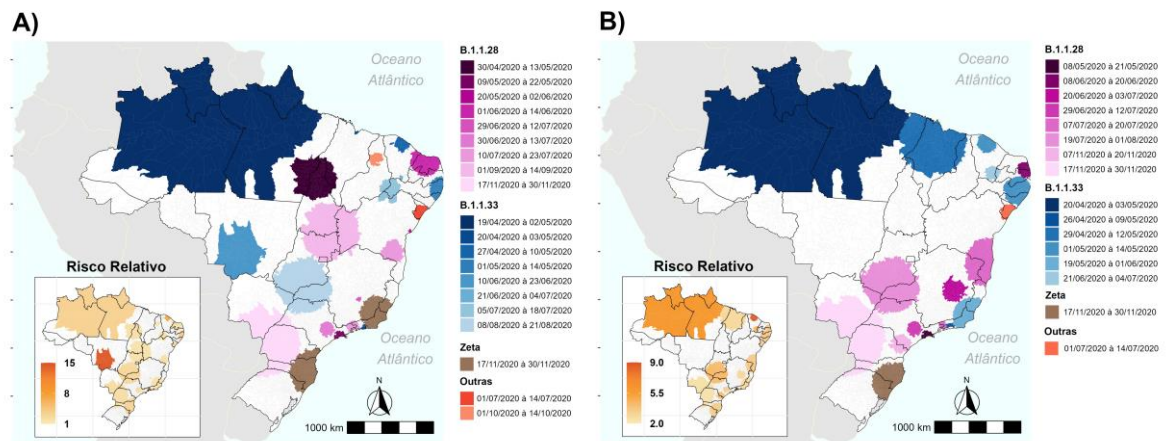 A)
Oceano
Atlântico
Oceano
Atlântico
Risco Relativo
15
8
1
N
1000 km
B.1.1.28
30/04/2020 à 13/05/2020
09/05/2020 à 22/05/2020
20/05/2020 à 02/06/2020
01/06/2020 à 14/06/2020
29/06/2020 à 12/07/2020
30/06/2020 à 13/07/2020
10/07/2020 à 23/07/2020
01/09/2020 à 14/09/2020
17/11/2020 à 30/11/2020
B.1.1.33
19/04/2020 à 02/05/2020
20/04/2020 à 03/05/2020
27/04/2020 à 10/05/2020
01/05/2020 à 14/05/2020
10/06/2020 à 23/06/2020
21/06/2020 à 04/07/2020
05/07/2020 à 18/07/2020
08/08/2020 à 21/08/2020
Zeta
17/11/2020 à 30/11/2020
Outras
01/07/2020 à 14/07/2020
01/10/2020 à 14/10/2020
B)
Oceano
Atlântico
Oceano
Atlântico
Risco Relativo
9.0
5.5
2.0
N
1000 km
B.1.1.28
08/05/2020 à 21/05/2020
08/06/2020 à 20/06/2020
20/06/2020 à 03/07/2020
29/06/2020 à 12/07/2020
07/07/2020 à 20/07/2020
19/07/2020 à 01/08/2020
07/11/2020 à 20/11/2020
17/11/2020 à 30/11/2020
B.1.1.33
20/04/2020 à 03/05/2020
26/04/2020 à 09/05/2020
29/04/2020 à 12/05/2020
01/05/2020 à 14/05/2020
19/05/2020 à 01/06/2020
21/06/2020 à 04/07/2020
Zeta
17/11/2020 à 30/11/2020
Outras
01/07/2020 à 14/07/2020